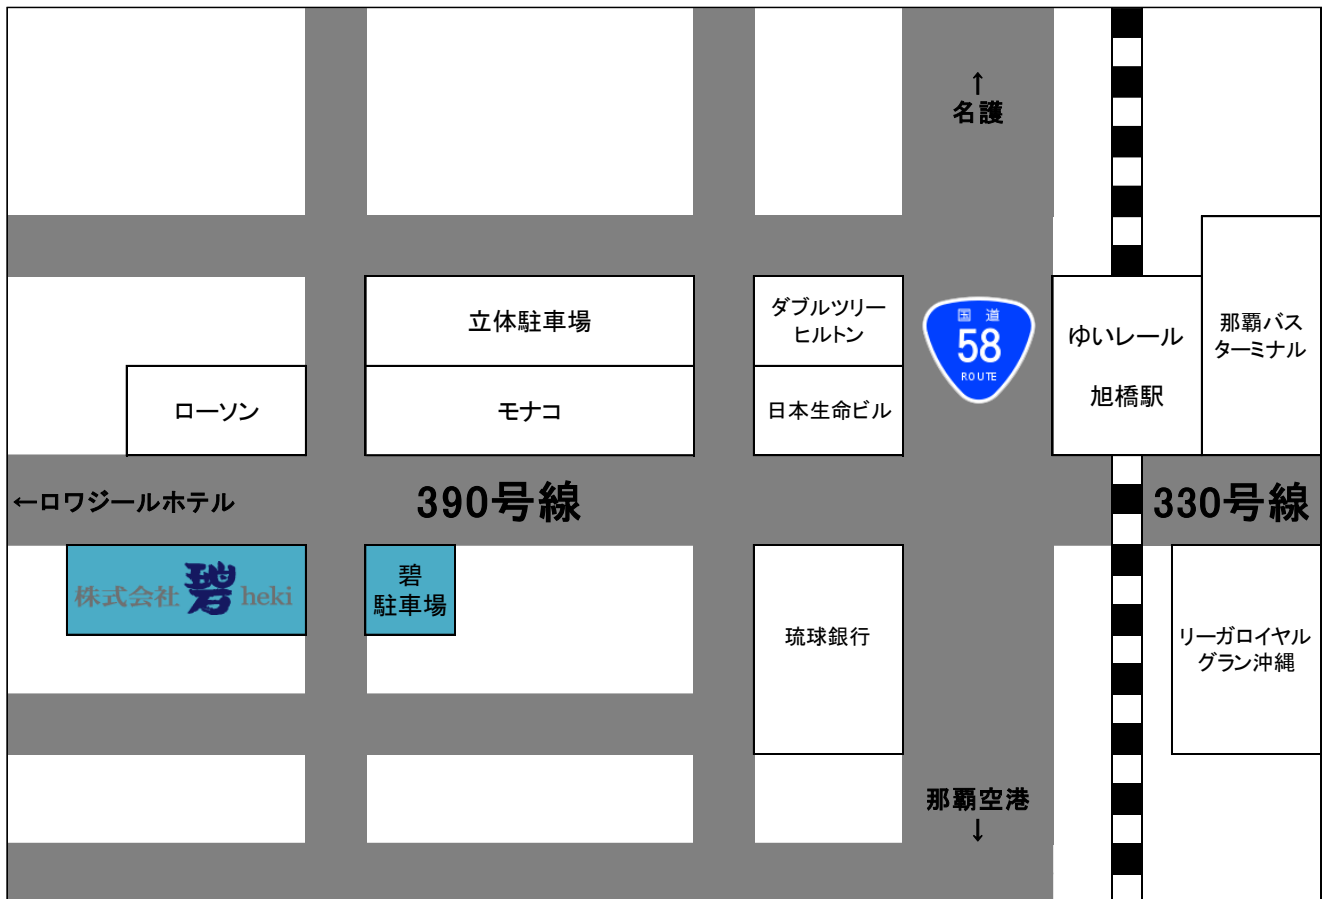 ↑
名護
国道
58
ROUTE
立体駐車場
ダブルツリー
ヒルトン
ゆいレール
旭橋駅
那覇バス
ターミナル
ローソン
モナコ
日本生命ビル
←ロワジールホテル
390号線
330号線
株式会社 碧 heki
碧
駐車場
琉球銀行
リーガロイヤル
グラン沖縄
那覇空港
↓